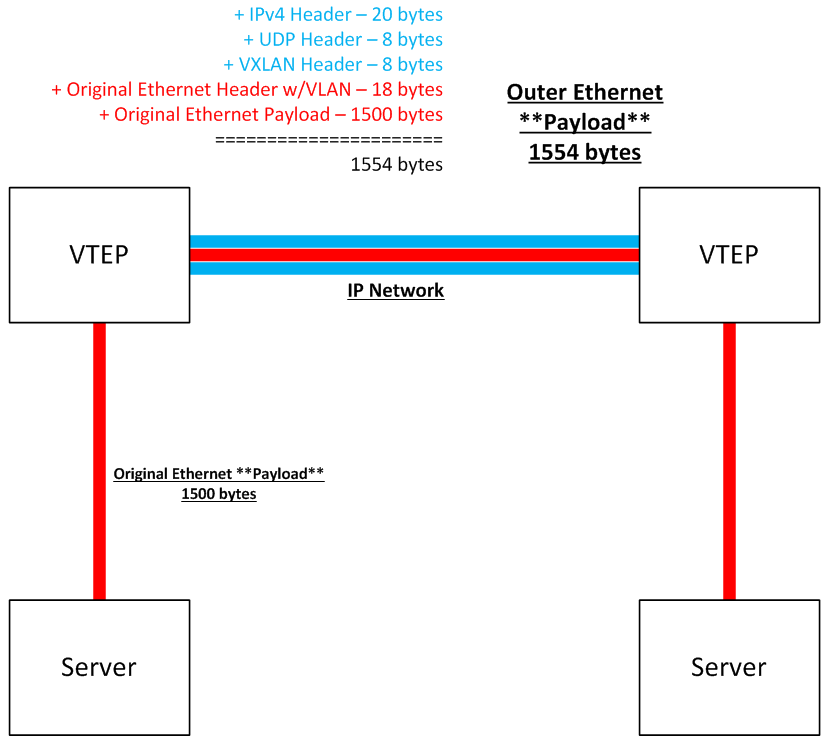 + IPv4 Header – 20 bytes
+ UDP Header – 8 bytes
+ VXLAN Header – 8 bytes
+ Original Ethernet Header w/VLAN – 18 bytes
+ Original Ethernet Payload – 1500 bytes
======================
1554 bytes
Outer Ethernet
**Payload**
1554 bytes
VTEP
VTEP
IP Network
Original Ethernet **Payload**
1500 bytes
Server
Server